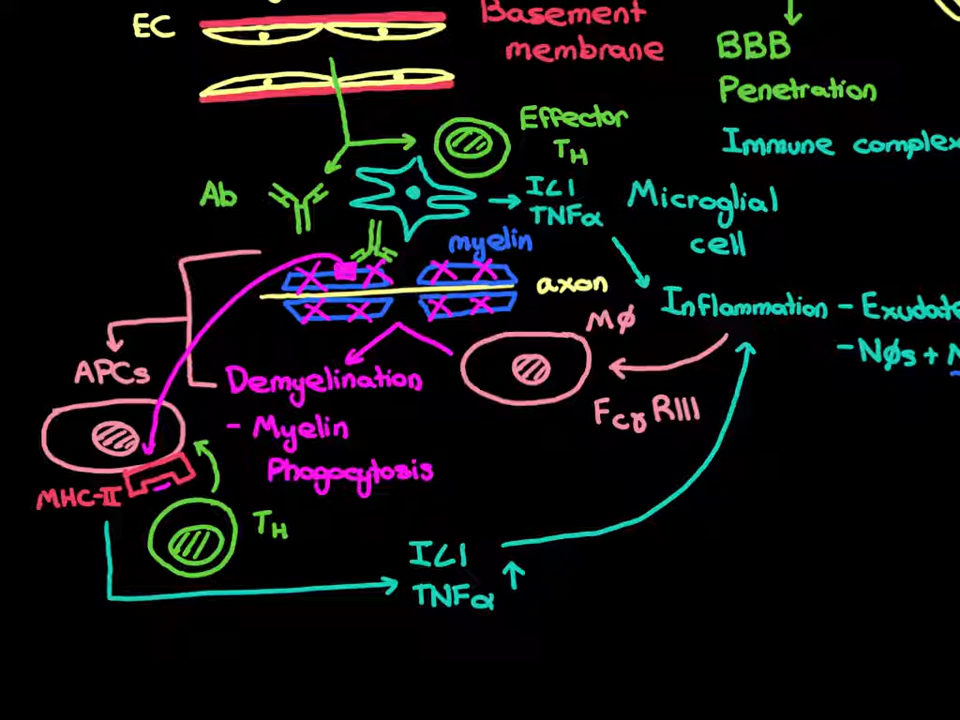 EC
Basement
membrane
BBB
Penetration
Immune complex
Effector
TH
Ab
IL1
TNFα
Microglial
cell
myelin
axon
Inflammation - Exudate
- Nφs + M
Mφ
FcγRIII
APCs
Demyelination
- Myelin
Phagocytosis
MHC-II
TH
IL1
TNFα